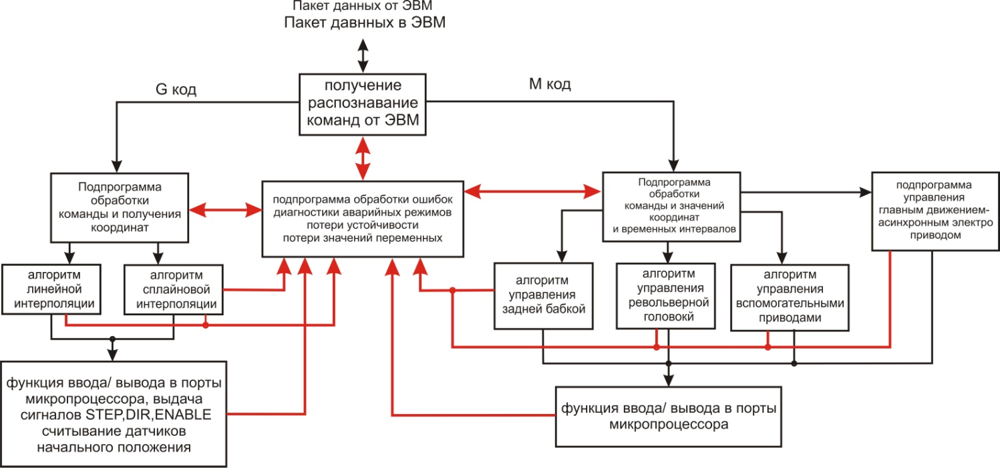 Пакет данных от ЭВМ
Пакет давнных в ЭВМ
G код
М код
получение
распознавание
команд от ЭВМ
Подпрограмма
обработки
команды и получения
координат
подпрограмма обработки ошибок
диагностики аварийных режимов
потери устойчивости
потери значений переменных
Подпрограмма
обработки
команды и значений
координат
и временных интервалов
подпрограмма
управления
главным движением-
асинхронным электро
приводом
алгоритм
линейной
интерполяции
алгоритм
сплайновой
интерполяции
алгоритм
управления
задней бабкой
алгоритм
управления
револьверной
головокй
алгоритм
управления
вспомогательными
приводами
функция ввода/ вывода в порты
микропроцессора, выдача
сигналов STEP,DIR,ENABLE
считывание датчиков
начального положения
функция ввода/ вывода в порты
микропроцессора